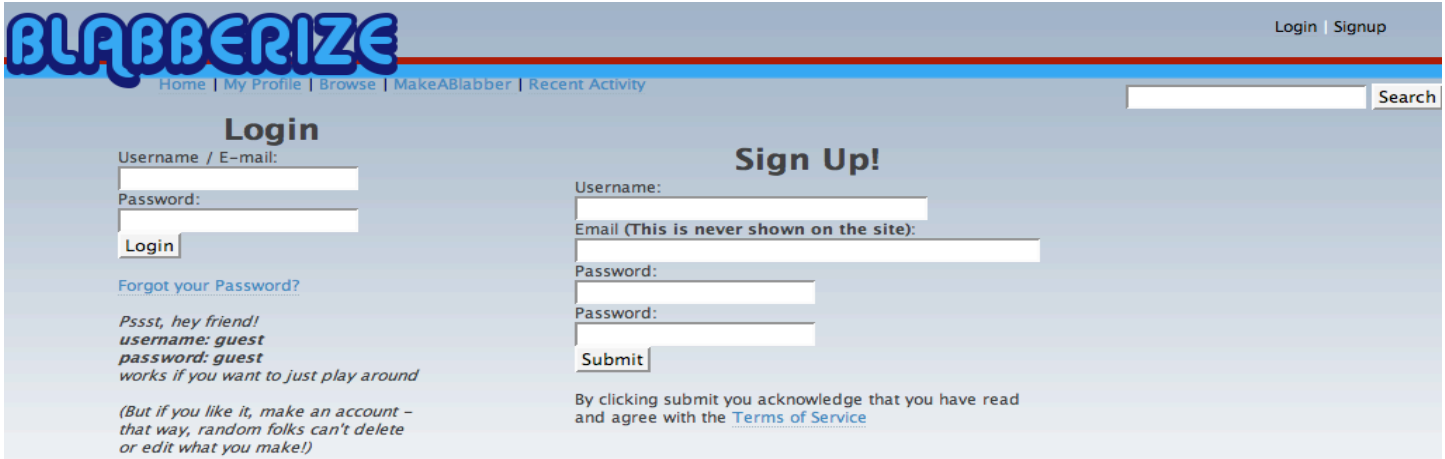 BLABBERIZE
Login | Signup
Home | My Profile | Browse | MakeABlabber | Recent Activity
Search
Login
Username / E-mail:
Password:
Login
Forgot your Password?
Pssst, hey friend!
username: guest
password: guest
works if you want to just play around
(But if you like it, make an account –
that way, random folks can't delete
or edit what you make!)
Sign Up!
Username:
Email (This is never shown on the site):
Password:
Password:
Submit
By clicking submit you acknowledge that you have read
and agree with the Terms of Service